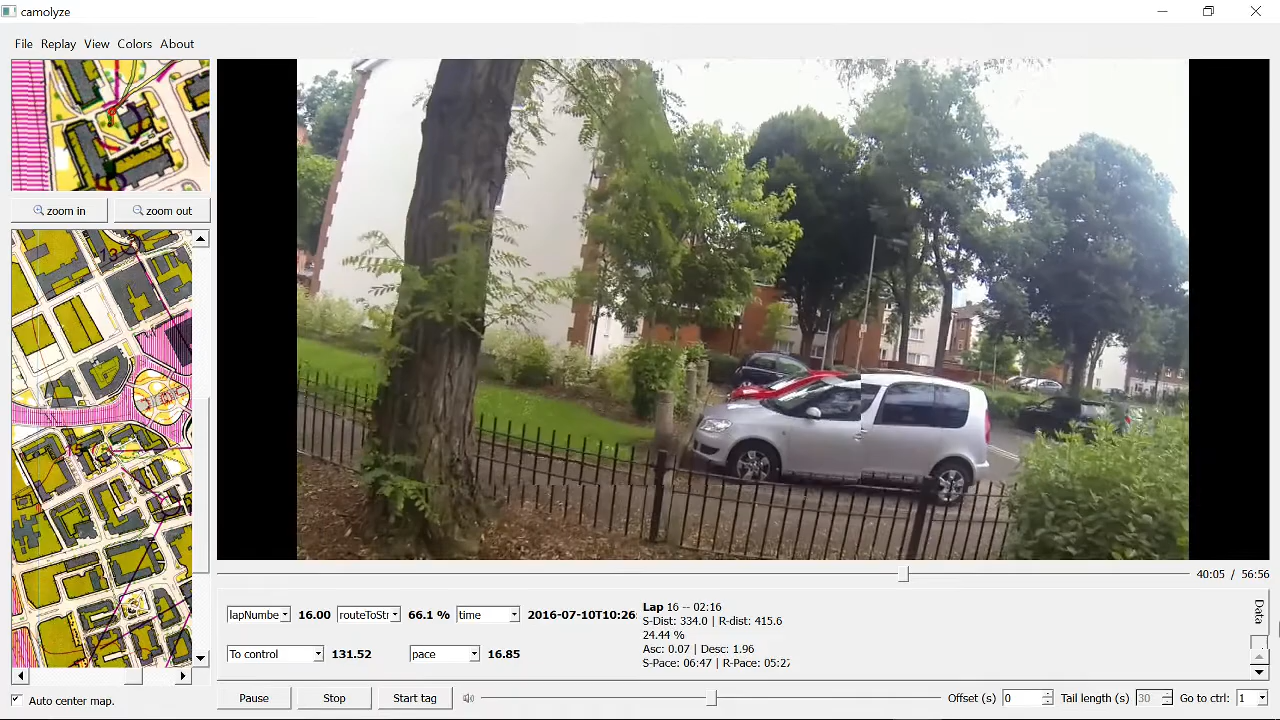 camolyze
File Replay View Colors About
zoom in zoom out
40:05 / 56:56
lapNumbe 16.00 routeToStr 66.1 % time 2016-07-10T10:26:
To control 131.52 pace 16.85
Lap 16 -- 02:16
S-Dist: 334.0 | R-dist: 415.6
24.44 %
Asc: 0.07 | Desc: 1.96
S-Pace: 06:47 | R-Pace: 05:27
Data
Auto center map.
Pause Stop Start tag
Offset (s) 0 Tail length (s) 30 Go to ctrl: 1